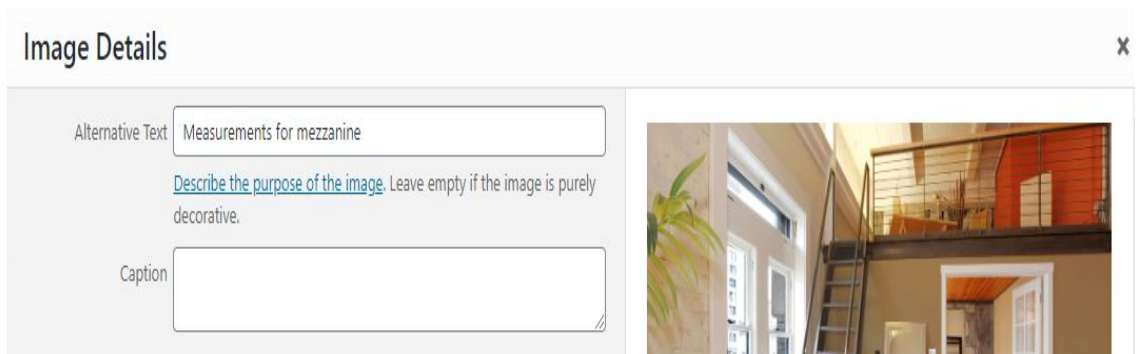 Image Details
Alternative Text
Measurements for mezzanine
Describe the purpose of the image. Leave empty if the image is purely
decorative.
Caption